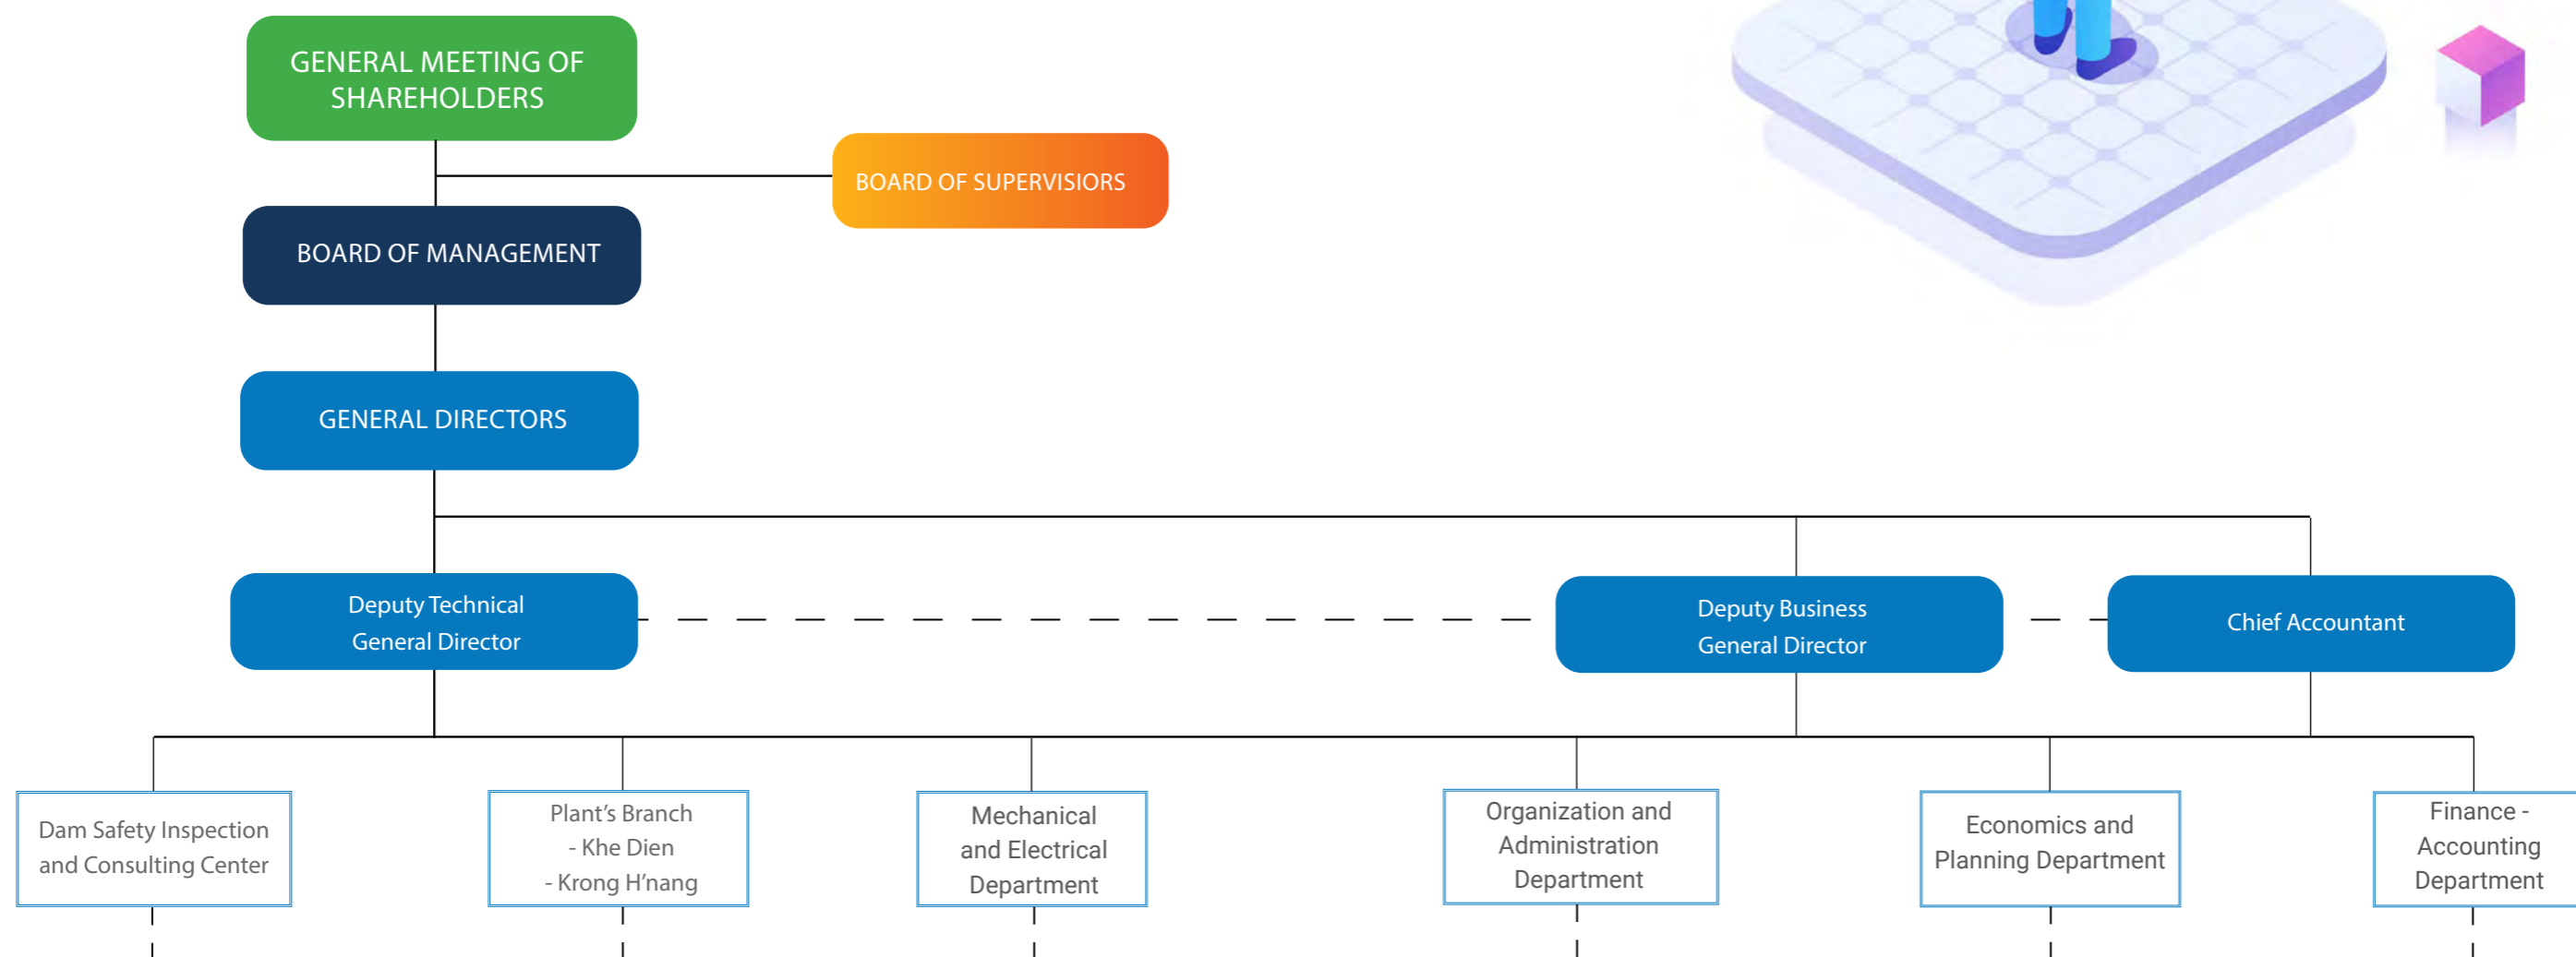 GENERAL MEETING OF
SHAREHOLDERS
BOARD OF SUPERVISIORS
BOARD OF MANAGEMENT
GENERAL DIRECTORS
Deputy Technical
General Director
Deputy Business
General Director
Chief Accountant
Dam Safety Inspection
and Consulting Center
Plant’s Branch
- Khe Dien
- Krong H’nang
Mechanical
and Electrical
Department
Organization and
Administration
Department
Economics and
Planning Department
Finance -
Accounting
Department